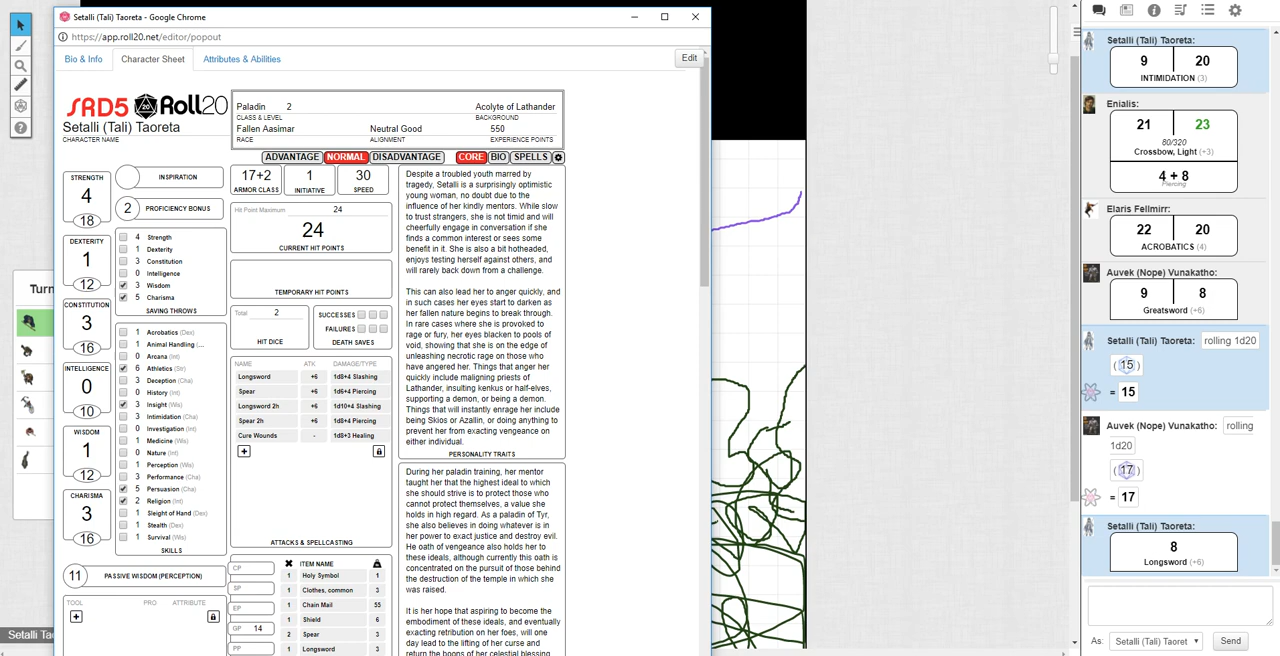 Setalli (Tali) Taoreta - Google Chrome
https://app.roll20.net/editor/popout
Bio & Info
Character Sheet
Attributes & Abilities
Edit
SRD5 Roll20
Setalli (Tali) Taoreta
CHARACTER NAME
Paladin 2
Acolyte of Lathander
CLASS & LEVEL
BACKGROUND
Fallen Aasimar
Neutral Good
550
RACE
ALIGNMENT
EXPERIENCE POINTS
ADVANTAGE NORMAL DISADVANTAGE
CORE BIO SPELLS
STRENGTH
4
18
DEXTERITY
1
12
CONSTITUTION
3
16
INTELLIGENCE
0
10
WISDOM
1
12
CHARISMA
3
16
INSPIRATION
2 PROFICIENCY BONUS
4 Strength
1 Dexterity
3 Constitution
0 Intelligence
3 Wisdom
5 Charisma
SAVING THROWS
1 Acrobatics (Dex)
1 Animal Handling (...
0 Arcana (Int)
6 Athletics (Str)
3 Deception (Cha)
0 History (Int)
3 Insight (Wis)
3 Intimidation (Cha)
0 Investigation (Int)
1 Medicine (Wis)
0 Nature (Int)
1 Perception (Wis)
3 Performance (Cha)
5 Persuasion (Cha)
2 Religion (Int)
1 Sleight of Hand (Dex)
1 Stealth (Dex)
1 Survival (Wis)
SKILLS
11 PASSIVE WISDOM (PERCEPTION)
TOOL PRO ATTRIBUTE
17+2
ARMOR CLASS
1
INITIATIVE
30
SPEED
Hit Point Maximum 24
24
CURRENT HIT POINTS
TEMPORARY HIT POINTS
Total 2
HIT DICE
SUCCESSES
FAILURES
DEATH SAVES
NAME ATK DAMAGE/TYPE
Longsword +6 1d8+4 Slashing
Spear +6 1d6+4 Piercing
Longsword 2h +6 1d10+4 Slashing
Spear 2h +6 1d8+4 Piercing
Cure Wounds - 1d8+3 Healing
ATTACKS & SPELLCASTING
CP
SP
EP
GP 14
PP
ITEM NAME
1 Holy Symbol 1
1 Clothes, common 3
1 Chain Mail 55
1 Shield 6
2 Spear 3
1 Longsword 3
Despite a troubled youth marred by
tragedy, Setalli is a surprisingly optimistic
young woman, no doubt due to the
influence of her kindly mentors. While slow
to trust strangers, she is not timid and will
cheerfully engage in conversation if she
finds a common interest or sees some
benefit in it. She is also a bit hotheaded,
enjoys testing herself against others, and
will rarely back down from a challenge.
This can also lead her to anger quickly, and
in such cases her eyes start to darken as
her fallen nature begins to break through.
In rare cases where she is provoked to
rage or fury, her eyes blacken to pools of
void, showing that she is on the edge of
unleashing necrotic rage on those who
have angered her. Things that anger her
quickly include maligning priests of
Lathander, insulting kenkus or half-elves,
supporting a demon, or being a demon.
Things that will instantly enrage her include
being Skios or Azallin, or doing anything to
prevent her from exacting vengeance on
either individual.
PERSONALITY TRAITS
During her paladin training, her mentor
taught her that the highest ideal to which
she should strive is to protect those who
cannot protect themselves, a value she
holds in high regard. As a paladin of Tyr,
she also believes in doing whatever is in
her power to exact justice and destroy evil.
He oath of vengeance also holds her to
these ideals, although currently this oath is
concentrated on the pursuit of those behind
the destruction of the temple in which she
was raised.
It is her hope that aspiring to become the
embodiment of these ideals, and eventually
exacting retribution on her foes, will one
day lead to the lifting of her curse and
return the boons of her celestial blessing
Turn
Setalli Ta
Setalli (Tali) Taoreta:
9 20
INTIMIDATION (3)
Enialis:
21 23
80/320
Crossbow, Light (+3)
4 + 8
Piercing
Elaris Fellmirr:
22 20
ACROBATICS (4)
Auvek (Nope) Vunakatho:
9 8
Greatsword (+6)
Setalli (Tali) Taoreta: rolling 1d20
(15)
= 15
Auvek (Nope) Vunakatho: rolling
1d20
(17)
= 17
Setalli (Tali) Taoreta:
8
Longsword (+6)
As: Setalli (Tali) Taoret Send